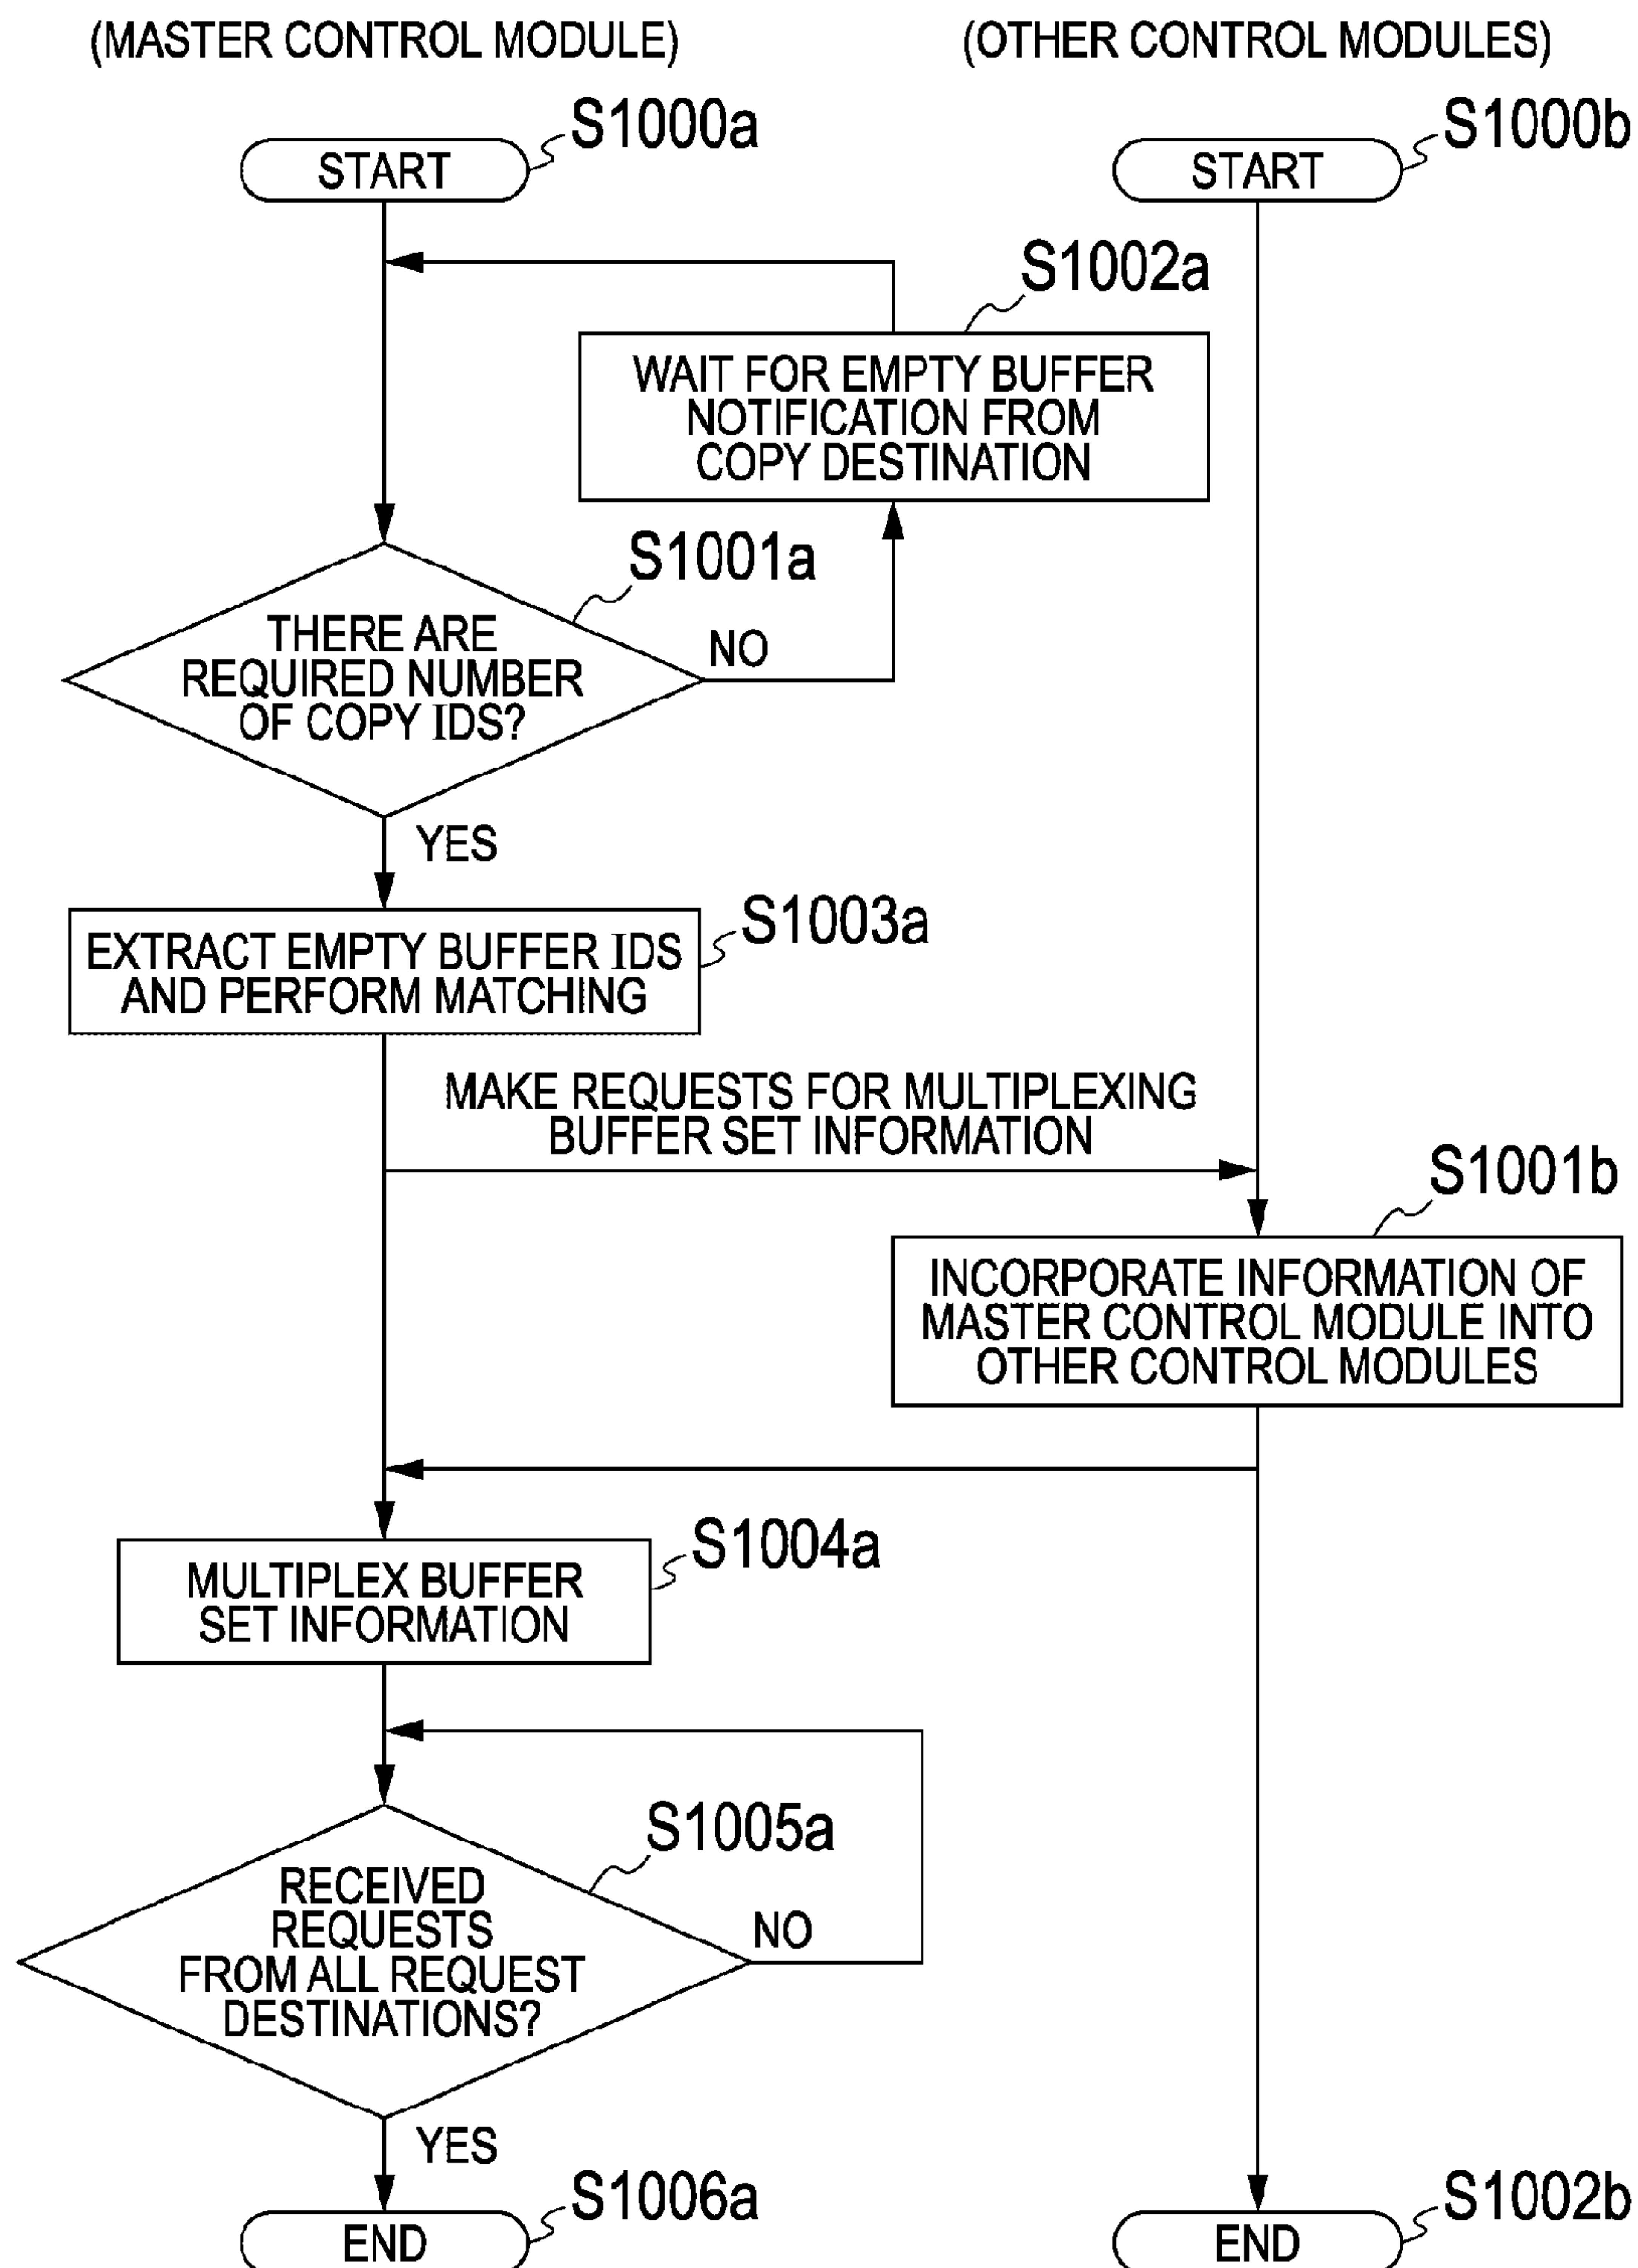 (MASTER CONTROL MODULE)
(OTHER CONTROL MODULES)
S1000a
S1000b
START
START
S1002a
WAIT FOR EMPTY BUFFER
NOTIFICATION FROM
COPY DESTINATION
S1001a
THERE ARE
REQUIRED NUMBER
OF COPY IDS?
NO
YES
S1003a
EXTRACT EMPTY BUFFER IDS
AND PERFORM MATCHING
MAKE REQUESTS FOR MULTIPLEXING
BUFFER SET INFORMATION
S1001b
INCORPORATE INFORMATION OF
MASTER CONTROL MODULE INTO
OTHER CONTROL MODULES
S1004a
MULTIPLEX BUFFER
SET INFORMATION
S1005a
RECEIVED
REQUESTS
FROM ALL REQUEST
DESTINATIONS?
NO
YES
S1006a
S1002b
END
END